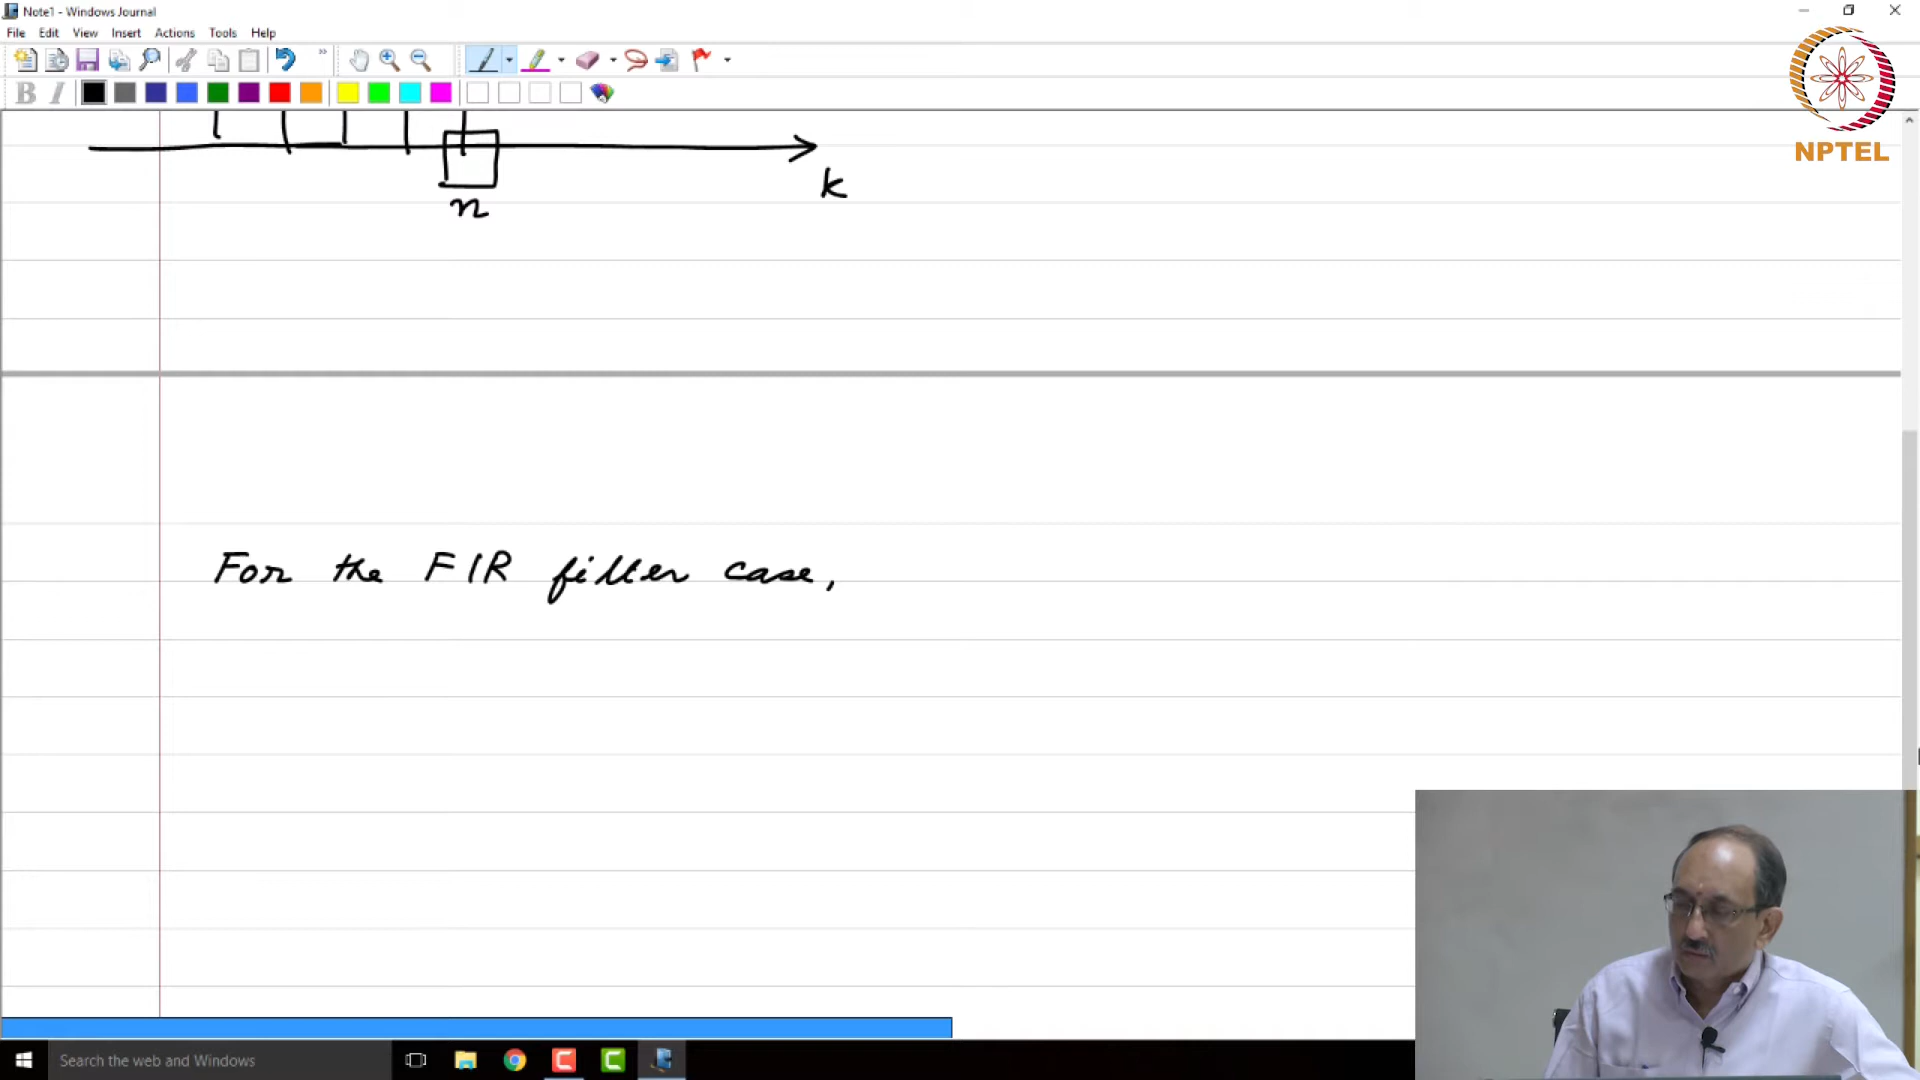 Note1 - Windows Journal
File Edit View Insert Actions Tools Help
B I
NPTEL
k
n
For the FIR filter case,
Search the web and Windows